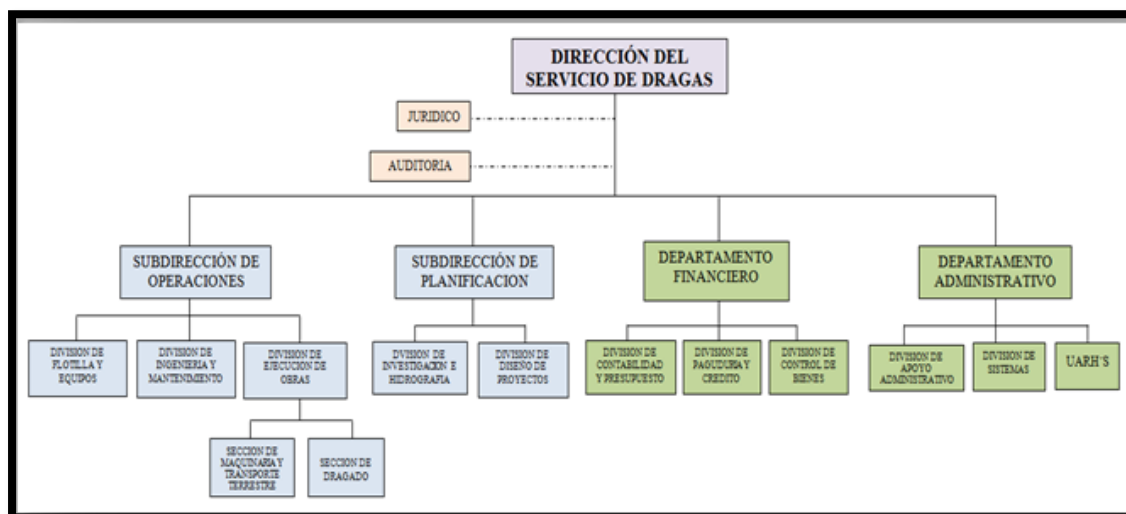 DIRECCIÓN DEL
SERVICIO DE DRAGAS
JURIDICO
AUDITORIA
SUBDIRECCIÓN DE
OPERACIONES
SUBDIRECCIÓN DE
PLANIFICACION
DEPARTAMENTO
FINANCIERO
DEPARTAMENTO
ADMINISTRATIVO
DIVISION DE
FLOTILLA Y
EQUIPOS
DIVISION DE
INGENIERIA Y
MANTENIMIENTO
DIVISION DE
EJECUCION DE
OBRAS
DVISION DE
INVESTIGACION E
HIDROGRAFIA
DIVISION DE
DISEÑO DE
PROYECTOS
DIVISION DE
CONTABILIDAD
Y PRESUPUESTO
DIVISION DE
PAGUDURIA Y
CREDITO
DIVISION DE
CONTROL DE
BIENES
DIVISION DE
APOYO
ADMINISTRATIVO
DIVISION DE
SISTEMAS
UARH'S
SECCION DE
MAQUINARIA Y
TRANSPORTE
TERRESTRE
SECCION DE
DRAGADO